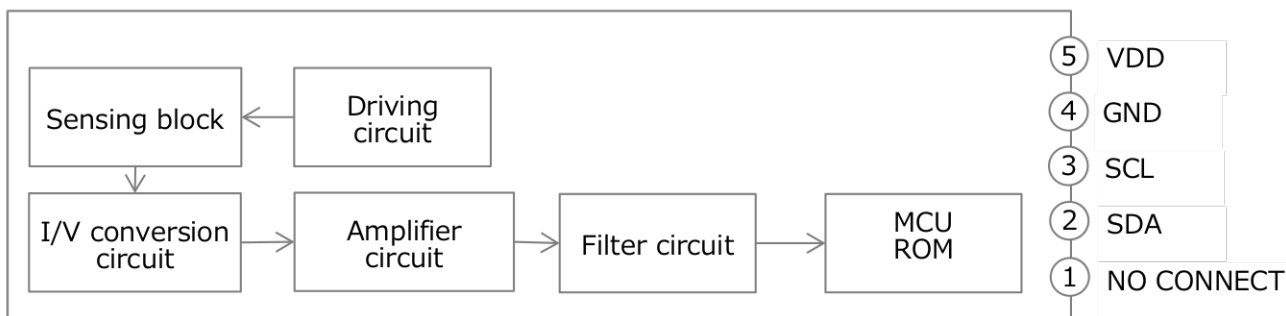 Sensing block
Driving
circuit
I/V conversion
circuit
Amplifier
circuit
Filter circuit
MCU
ROM
5 VDD
4 GND
3 SCL
2 SDA
1 NO CONNECT